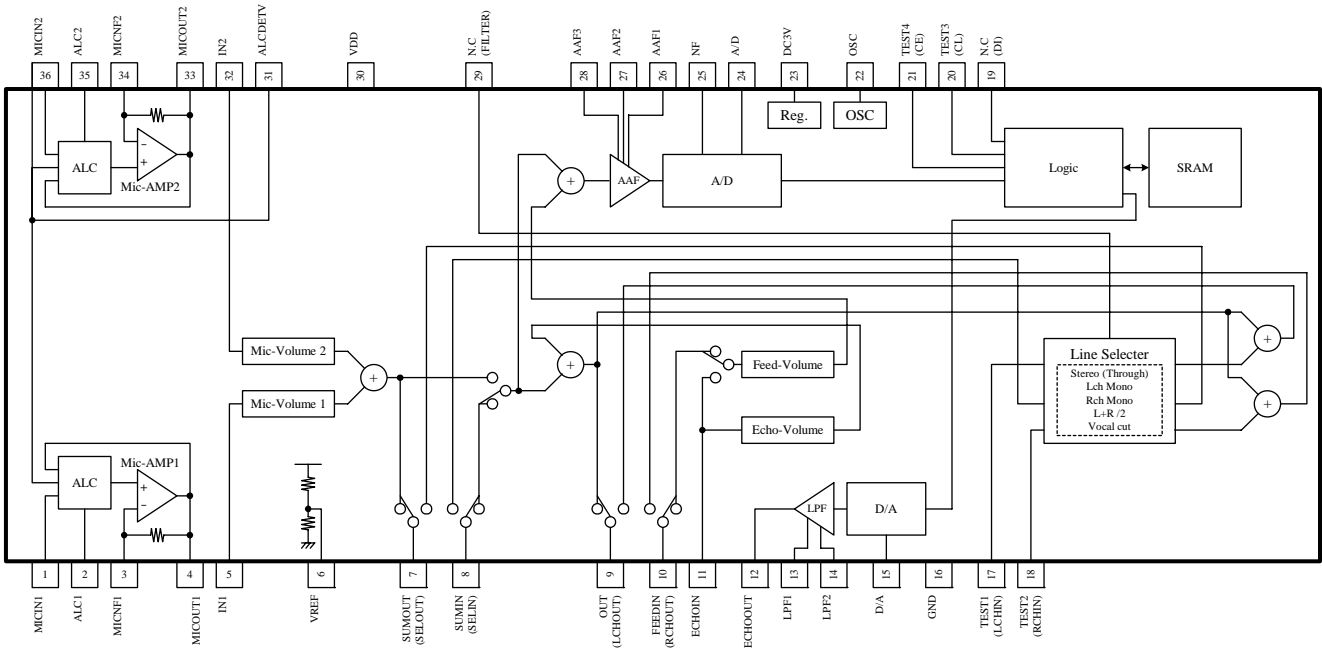 MICIN2
ALC2
MICNF2
MICOUT2
IN2
ALCDETV
VDD
N.C
(FILTER)
AAF3
AAF2
AAF1
NF
A/D
DC3V
OSC
TEST4
(CE)
TEST3
(CL)
N.C
(DI)
36
35
34
33
32
31
30
29
28
27
26
25
24
23
22
21
20
19
Reg.
OSC
ALC
-
+
Mic-AMP2
+
AAF
A/D
Logic
SRAM
Mic-Volume 2
Mic-Volume 1
+
+
Feed-Volume
Echo-Volume
Line Selecter
Stereo (Through)
Lch Mono
Rch Mono
L+R /2
Vocal cut
+
+
Mic-AMP1
ALC
+
-
LPF
D/A
1
2
3
4
5
6
7
8
9
10
11
12
13
14
15
16
17
18
MICIN1
ALC1
MICNF1
MICOUT1
IN1
VREF
SUMOUT
(SELOUT)
SUMIN
(SELIN)
OUT
(LCHOUT)
FEEDIN
(RCHOUT)
ECHOIN
ECHOOUT
LPF1
LPF2
D/A
GND
TEST1
(LCHIN)
TEST2
(RCHIN)